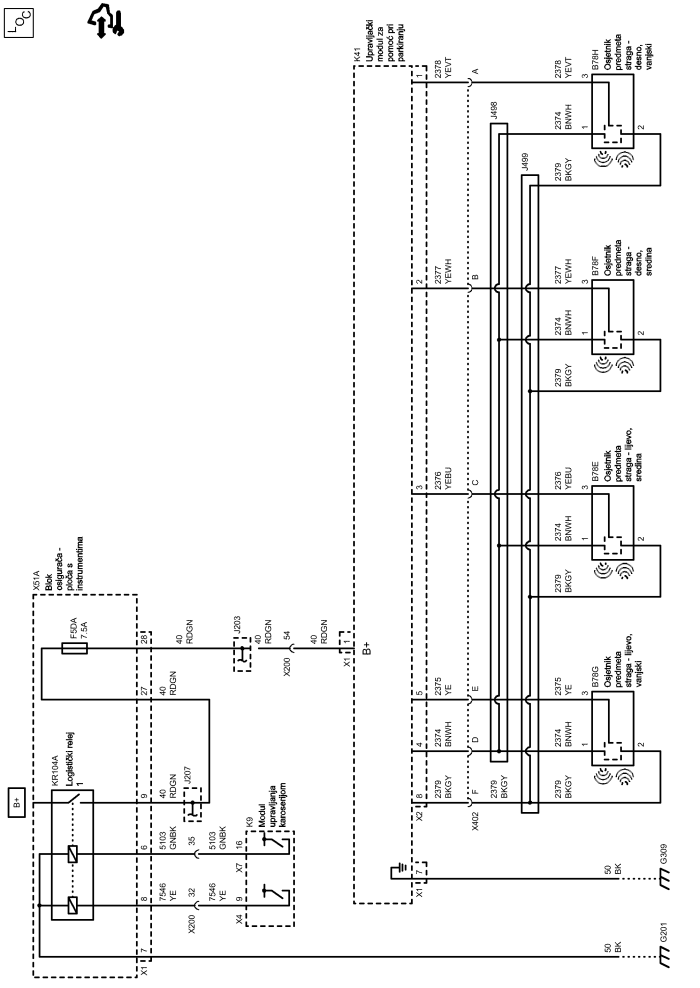 LOC
B+
X51A
Blok
osigurača -
ploča s
instrumentima
KR104A
Logistički relej
1
F5DA
7.5A
X1
7
8
6
9
27
28
7546
YE
5103
GNBK
40
RDGN
40
RDGN
40
RDGN
J207
J203
X200
32
35
7546
YE
5103
GNBK
X4
9
X7
16
K9
Modul
upravljanja
karoserijom
40
RDGN
X200
54
40
RDGN
X1
1
B+
K41
Upravljački
modul za
pomoć pri
parkiranju
X1
7
X2
8
4
5
3
2
1
2379
BKGY
2374
BNWH
2375
YE
2376
YEBU
2377
YEWH
2378
YEVT
X402
F
D
E
C
B
A
2379
BKGY
J498
J499
2379
BKGY
2374
BNWH
2375
YE
1
3
2
B78G
Osjetnik
predmeta
straga - lijevo,
vanjski
2379
BKGY
2374
BNWH
2376
YEBU
1
3
2
B78E
Osjetnik
predmeta
straga - lijevo,
sredina
2379
BKGY
2374
BNWH
2377
YEWH
1
3
2
B78F
Osjetnik
predmeta
straga -
desno,
sredina
2379
BKGY
2374
BNWH
2378
YEVT
1
3
2
B78H
Osjetnik
predmeta
straga -
desno,
vanjski
50
BK
G201
50
BK
G309